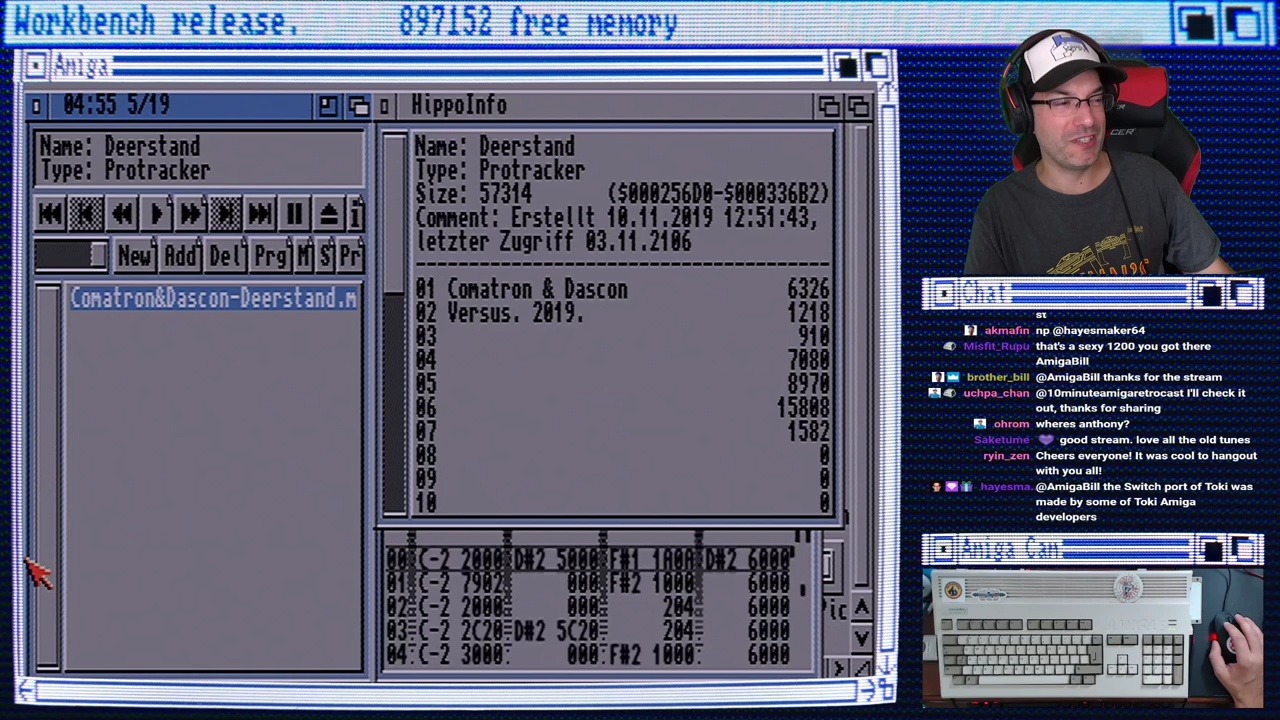 Workbench release. 897152 free memory
Amiga
04:55 5/19
Name: Deerstand
Type: Protracker
New Add Del Prg M S Pr
Comatron&Dascon-Deerstand.m
HippoInfo
Name: Deerstand
Type: Protracker
Size: 57314 ($000256D0-$000336B2)
Comment: Erstellt 10.11.2019 12:51:43,
letzter Zugriff 03.11.2106
01 Comatron & Dascon 6326
02 Versus. 2019. 1218
03 910
04 7080
05 8970
06 15808
07 1582
08 0
09 0
10 0
00 C-2 2000 D#2 5000 F#1 1A0A D#2 6000
01 C-2 7902 000 F#2 1000 6000
02 C-2 2000 000 204 6000
03 C-2 2C20 D#2 5C20 204 6000
04 C-2 3000 000 F#2 1000 6000
Chat
akmafin np @hayesmaker64
Misfit_Rupu that's a sexy 1200 you got there
AmigaBill
brother_bill @AmigaBill thanks for the stream
uchpa_chan @10minuteamigaretrocast I'll check it
out, thanks for sharing
ohrom wheres anthony?
Saketume good stream. love all the old tunes
ryin_zen Cheers everyone! It was cool to hangout
with you all!
hayesma.. @AmigaBill the Switch port of Toki was
made by some of Toki Amiga
developers
Amiga Cam